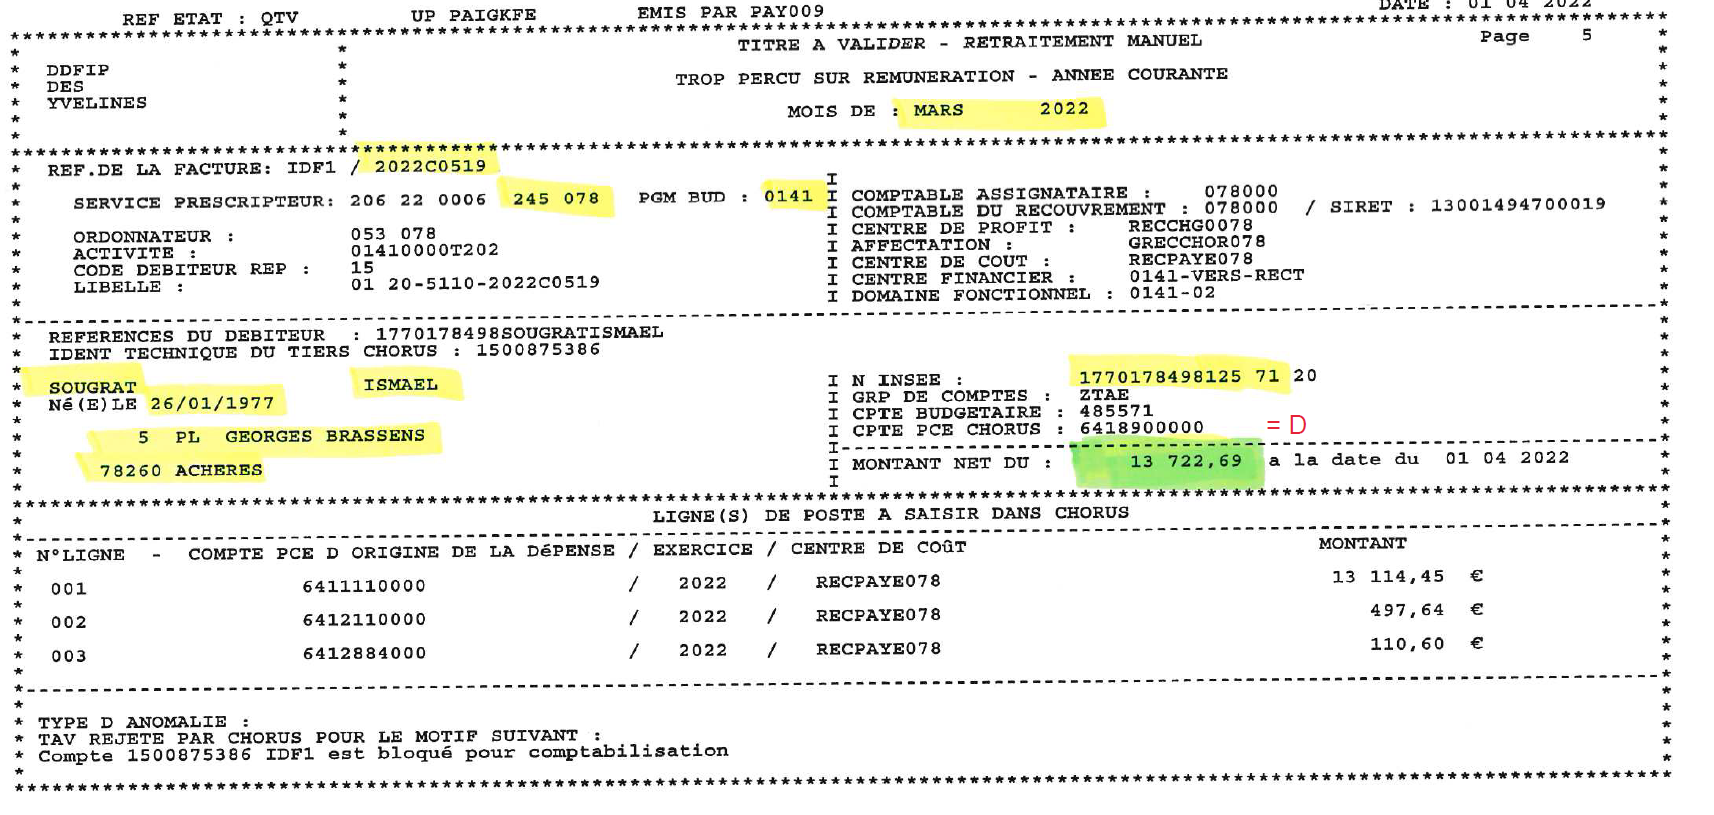 REF ETAT : QTV UP PAIGKFE EMIS PAR PAY009 DATE : 01 04 2022
TITRE A VALIDER - RETRAITEMENT MANUEL Page 5
DDFIP
DES
YVELINES
TROP PERCU SUR REMUNERATION - ANNEE COURANTE
MOIS DE : MARS 2022
REF.DE LA FACTURE: IDF1 / 2022C0519
SERVICE PRESCRIPTEUR: 206 22 0006 245 078 PGM BUD : 0141
I COMPTABLE ASSIGNATAIRE : 078000
I COMPTABLE DU RECOUVREMENT : 078000 / SIRET : 13001494700019
ORDONNATEUR : 053 078 I CENTRE DE PROFIT : RECCHG0078
ACTIVITE : 01410000T202 I AFFECTATION : GRECCHOR078
CODE DEBITEUR REP : 15 I CENTRE DE COUT : RECPAYE078
LIBELLE : 01 20-5110-2022C0519 I CENTRE FINANCIER : 0141-VERS-RECT
I DOMAINE FONCTIONNEL : 0141-02
REFERENCES DU DEBITEUR : 1770178498SOUGRATISMAEL
IDENT TECHNIQUE DU TIERS CHORUS : 1500875386
SOUGRAT ISMAEL I N INSEE : 1770178498125 71 20
Né(E)LE 26/01/1977 I GRP DE COMPTES : ZTAE
I CPTE BUDGETAIRE : 485571
5 PL GEORGES BRASSENS I CPTE PCE CHORUS : 6418900000 = D
78260 ACHERES I MONTANT NET DU : 13 722,69 a la date du 01 04 2022
LIGNE(S) DE POSTE A SAISIR DANS CHORUS
N°LIGNE - COMPTE PCE D ORIGINE DE LA DéPENSE / EXERCICE / CENTRE DE COûT MONTANT
001 6411110000 / 2022 / RECPAYE078 13 114,45 €
002 6412110000 / 2022 / RECPAYE078 497,64 €
003 6412884000 / 2022 / RECPAYE078 110,60 €
TYPE D ANOMALIE :
TAV REJETE PAR CHORUS POUR LE MOTIF SUIVANT :
Compte 1500875386 IDF1 est bloqué pour comptabilisation